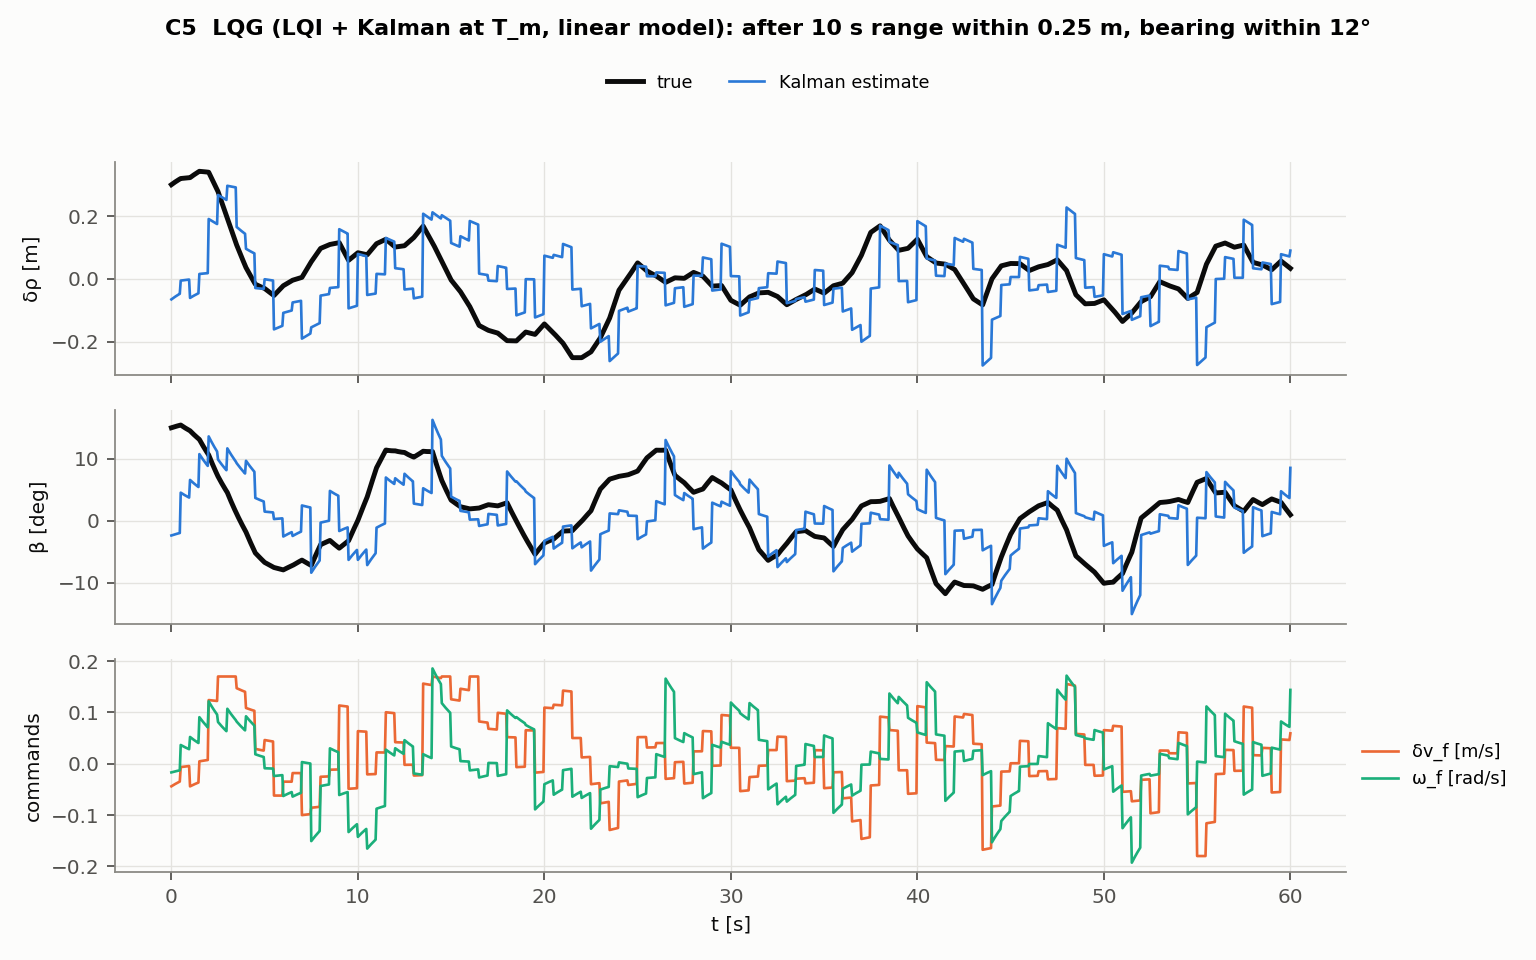 C5  LQG (LQI + Kalman at T_m, linear model): after 10 s range within 0.25 m, bearing within 12°
true
Kalman estimate
δρ [m]
0.2
0.0
−0.2
β [deg]
10
0
−10
commands
0.2
0.1
0.0
−0.1
−0.2
δv_f [m/s]
ω_f [rad/s]
0
10
20
30
40
50
60
t [s]